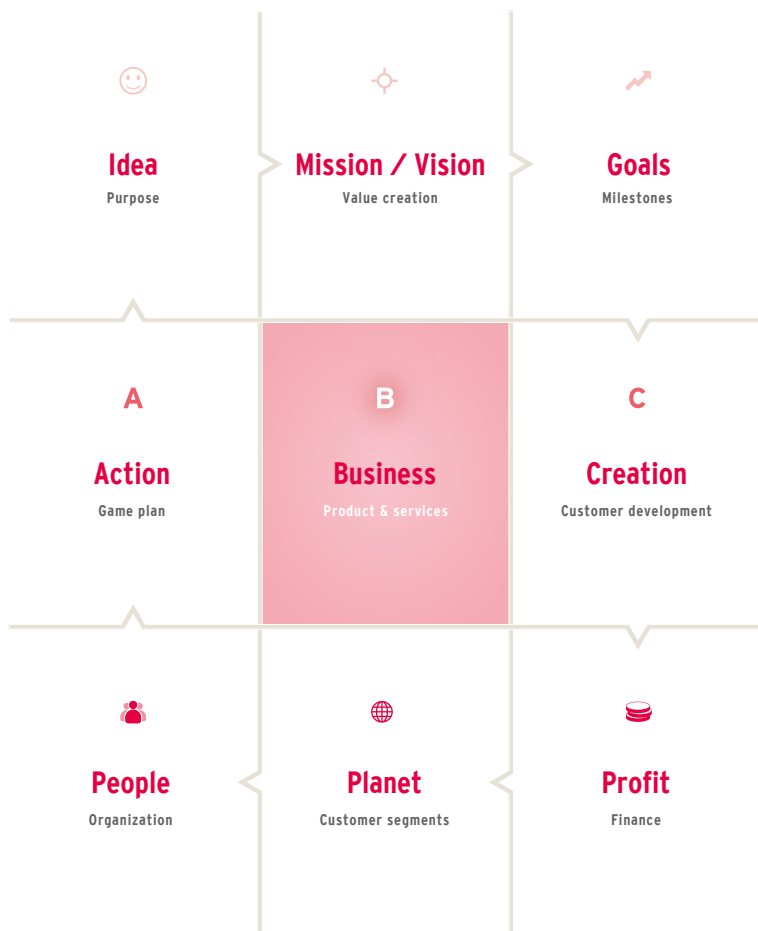 Idea
Purpose
Mission / Vision
Value creation
Goals
Milestones
A
Action
Game plan
B
Business
Product & services
C
Creation
Customer development
People
Organization
Planet
Customer segments
Profit
Finance